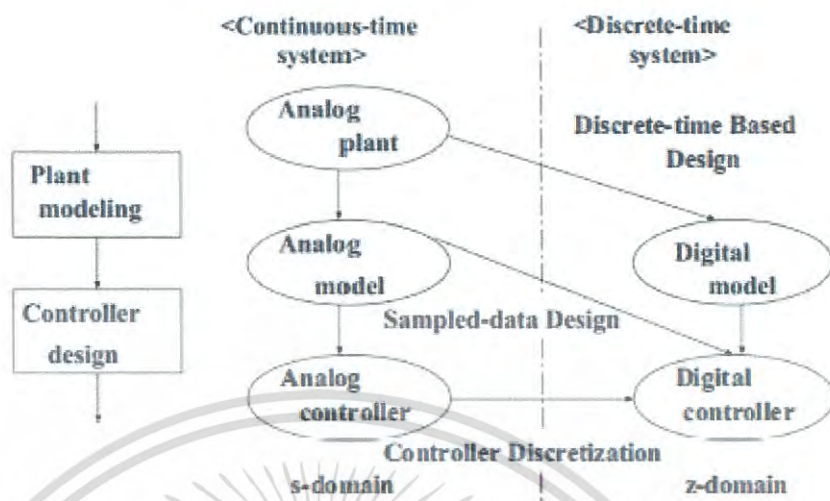 <Continuous-time
system>
<Discrete-time
system>
Analog
plant
Discrete-time Based
Design
Plant
modeling
Analog
model
Digital
model
Controller
design
Sampled-data Design
Analog
controller
Digital
controller
Controller Discretization
s-domain
z-domain